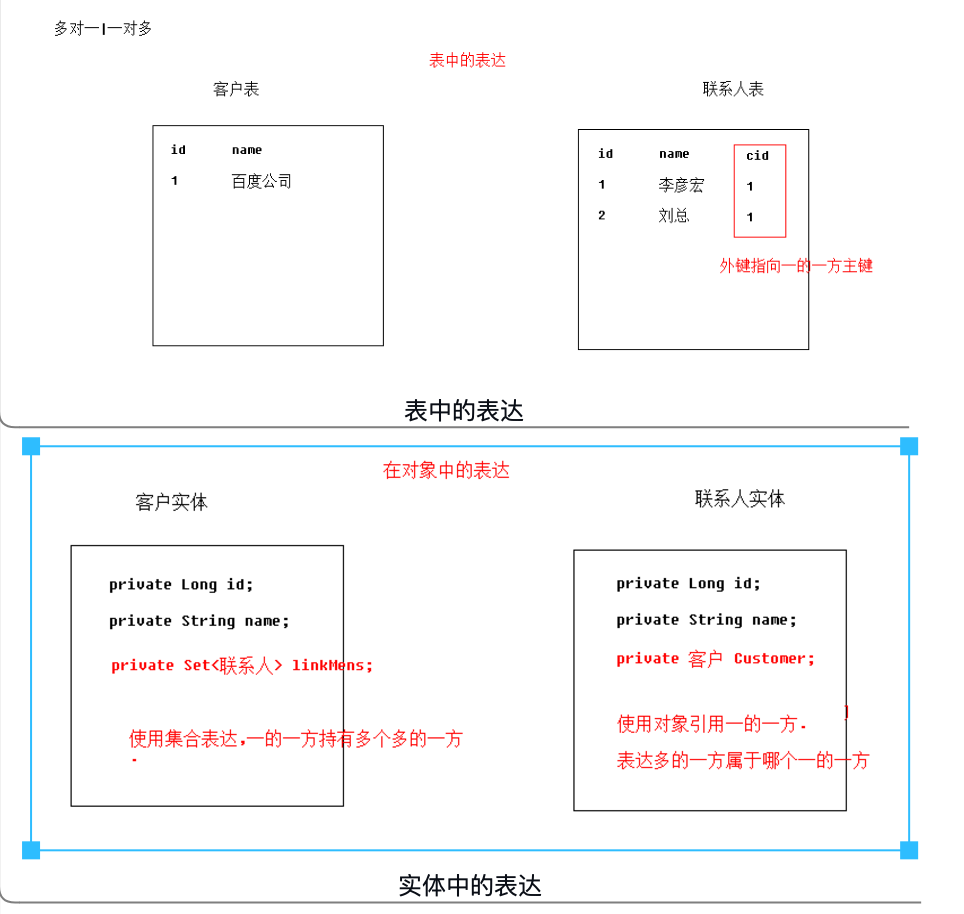 多对一|一对多
表中的表达
客户表
联系人表
id name
1 百度公司
id name cid
1 李彦宏 1
2 刘总 1
外键指向一的一方主键
表中的表达
在对象中的表达
客户实体
联系人实体
private Long id;
private String name;
private Set<联系人> linkMens;
使用集合表达,一的一方持有多个多的一方
.
private Long id;
private String name;
private 客户 Customer;
使用对象引用一的一方.
表达多的一方属于哪个一的一方
实体中的表达